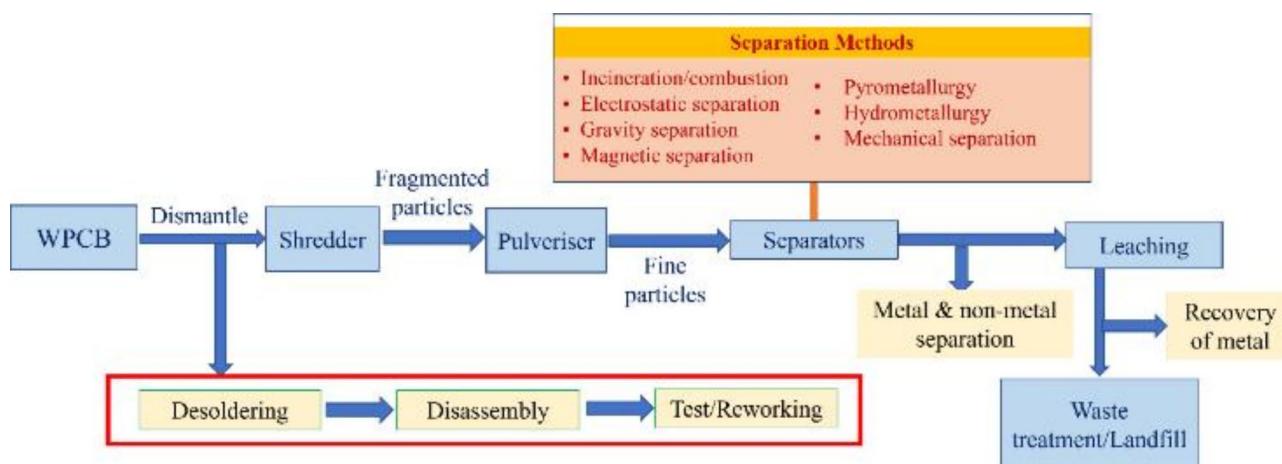 Separation Methods
• Incineration/combustion
• Electrostatic separation
• Gravity separation
• Magnetic separation
• Pyrometallurgy
• Hydrometallurgy
• Mechanical separation
WPCB
Dismantle
Shredder
Fragmented
particles
Pulveriser
Fine
particles
Separators
Leaching
Metal & non-metal
separation
Recovery
of metal
Desoldering
Disassembly
Test/Reworking
Waste
treatment/Landfill